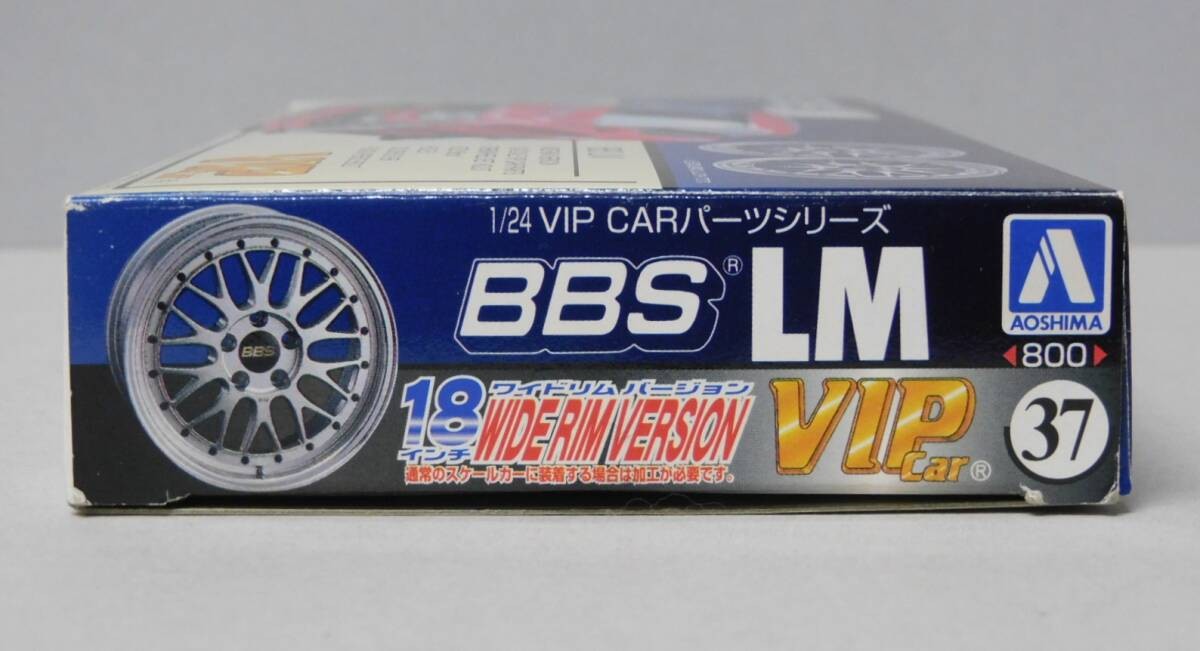 1/24 VIP CARパーツシリーズ
BBS® LM
AOSHIMA
800
37
BBS
18インチ
ワイドリム バージョン
WIDE RIM VERSION
通常のスケールカーに装着する場合は加工が必要です。
VIP Car®